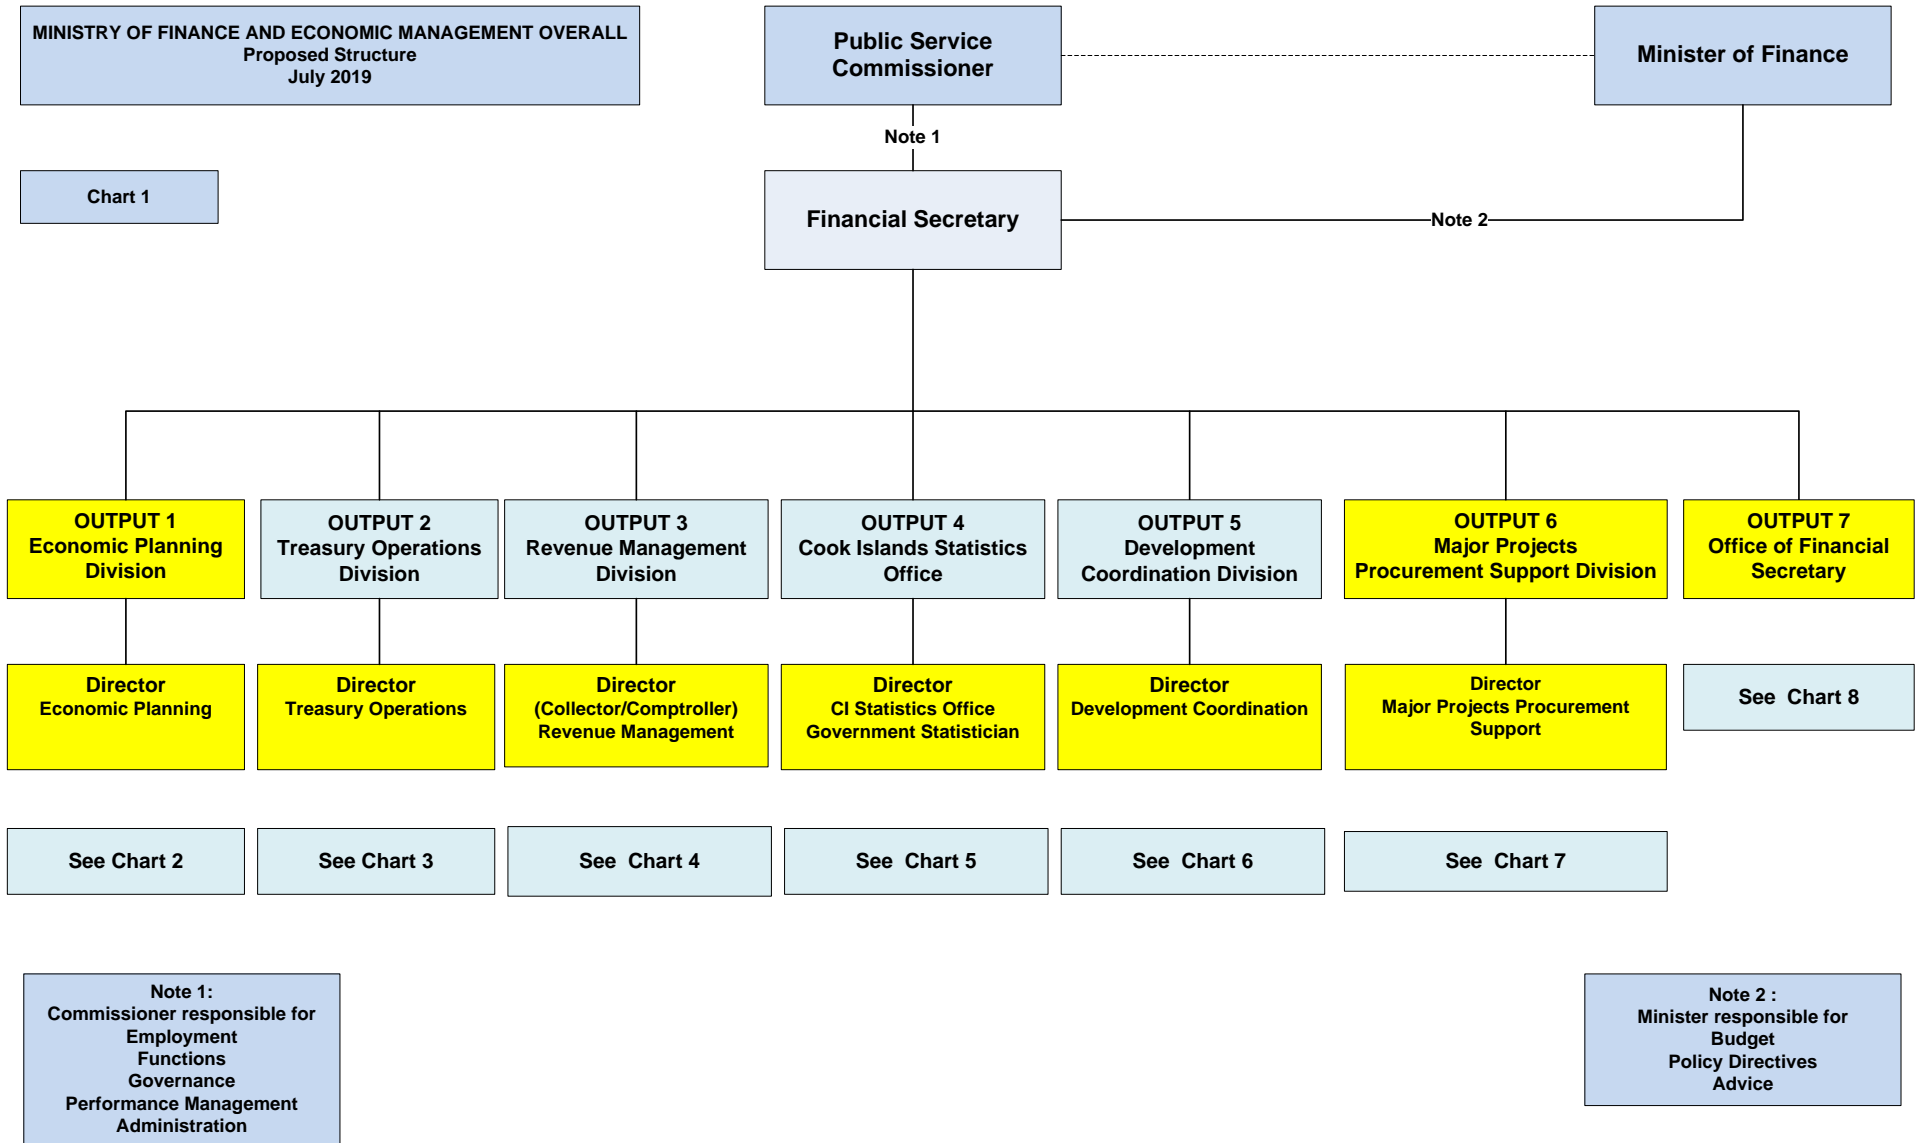 MINISTRY OF FINANCE AND ECONOMIC MANAGEMENT OVERALL
Proposed Structure
July 2019
Public Service
Commissioner
Minister of Finance
Note 1
Chart 1
Financial Secretary
Note 2
OUTPUT 1
Economic Planning
Division
OUTPUT 2
Treasury Operations
Division
OUTPUT 3
Revenue Management
Division
OUTPUT 4
Cook Islands Statistics
Office
OUTPUT 5
Development
Coordination Division
OUTPUT 6
Major Projects
Procurement Support Division
OUTPUT 7
Office of Financial
Secretary
Director
Economic Planning
Director
Treasury Operations
Director
(Collector/Comptroller)
Revenue Management
Director
CI Statistics Office
Government Statistician
Director
Development Coordination
Director
Major Projects Procurement
Support
See Chart 8
See Chart 2
See Chart 3
See Chart 4
See Chart 5
See Chart 6
See Chart 7
Note 1:
Commissioner responsible for
Employment
Functions
Governance
Performance Management
Administration
Note 2 :
Minister responsible for
Budget
Policy Directives
Advice